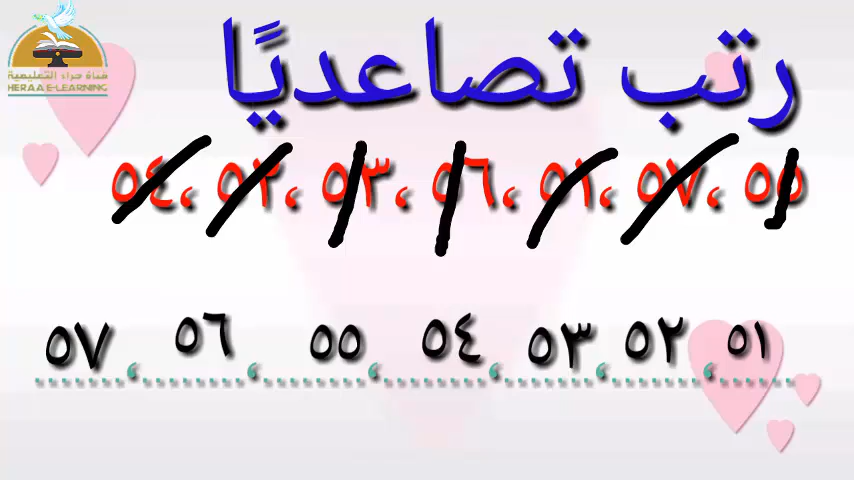 قناة حراء التعليمية
HERAA E-LEARNING
رتب تصاعديًا
٥٥، ٥٧، ٥١، ٥٦، ٥٣، ٥٢، ٥٤
٥١، ٥٢، ٥٣، ٥٤، ٥٥، ٥٦، ٥٧